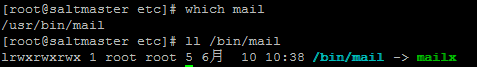 [root@saltmaster etc]# which mail
/usr/bin/mail
[root@saltmaster etc]# ll /bin/mail
lrwxrwxrwx 1 root root 5 6月  10 10:38 /bin/mail -> mailx